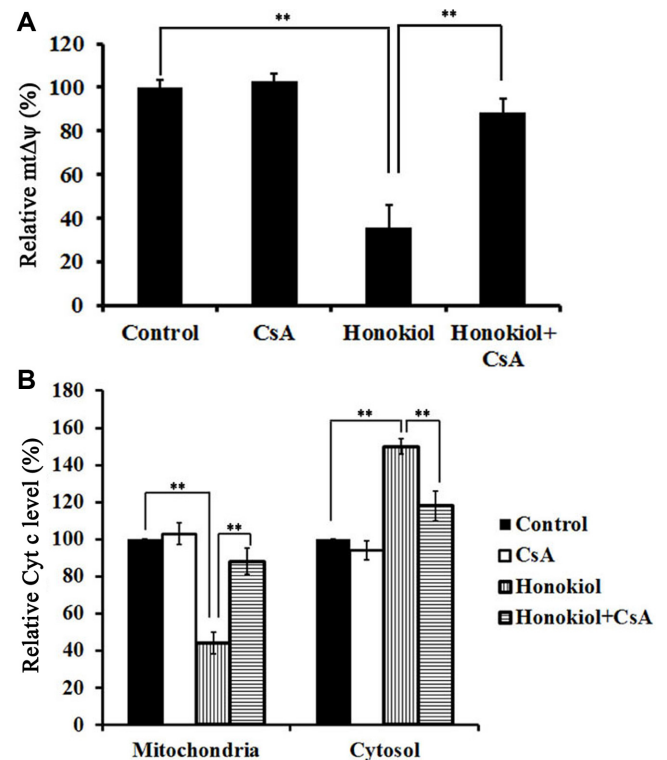 A
**
**
Relative mtΔψ (%)
120
100
80
60
40
20
0
Control
CsA
Honokiol
Honokiol+
CsA
B
Relative Cyt c level (%)
180
160
140
120
100
80
60
40
20
0
**
**
**
**
Mitochondria
Cytosol
Control
CsA
Honokiol
Honokiol+CsA